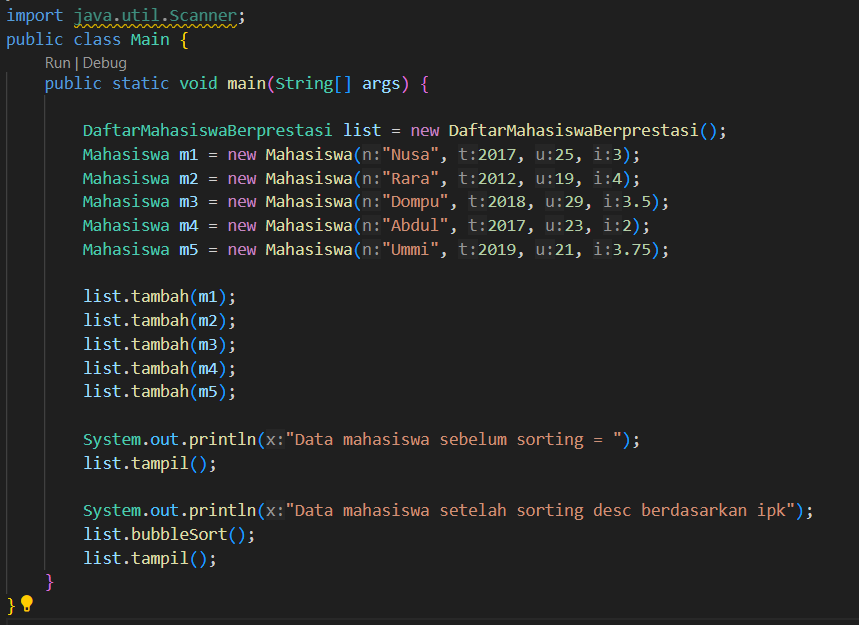 import java.util.Scanner;
public class Main {
Run | Debug
public static void main(String[] args) {
DaftarMahasiswaBerprestasi list = new DaftarMahasiswaBerprestasi();
Mahasiswa m1 = new Mahasiswa(n:"Nusa", t:2017, u:25, i:3);
Mahasiswa m2 = new Mahasiswa(n:"Rara", t:2012, u:19, i:4);
Mahasiswa m3 = new Mahasiswa(n:"Dompu", t:2018, u:29, i:3.5);
Mahasiswa m4 = new Mahasiswa(n:"Abdul", t:2017, u:23, i:2);
Mahasiswa m5 = new Mahasiswa(n:"Ummi", t:2019, u:21, i:3.75);
list.tambah(m1);
list.tambah(m2);
list.tambah(m3);
list.tambah(m4);
list.tambah(m5);
System.out.println(x:"Data mahasiswa sebelum sorting = ");
list.tampil();
System.out.println(x:"Data mahasiswa setelah sorting desc berdasarkan ipk");
list.bubbleSort();
list.tampil();
}
}